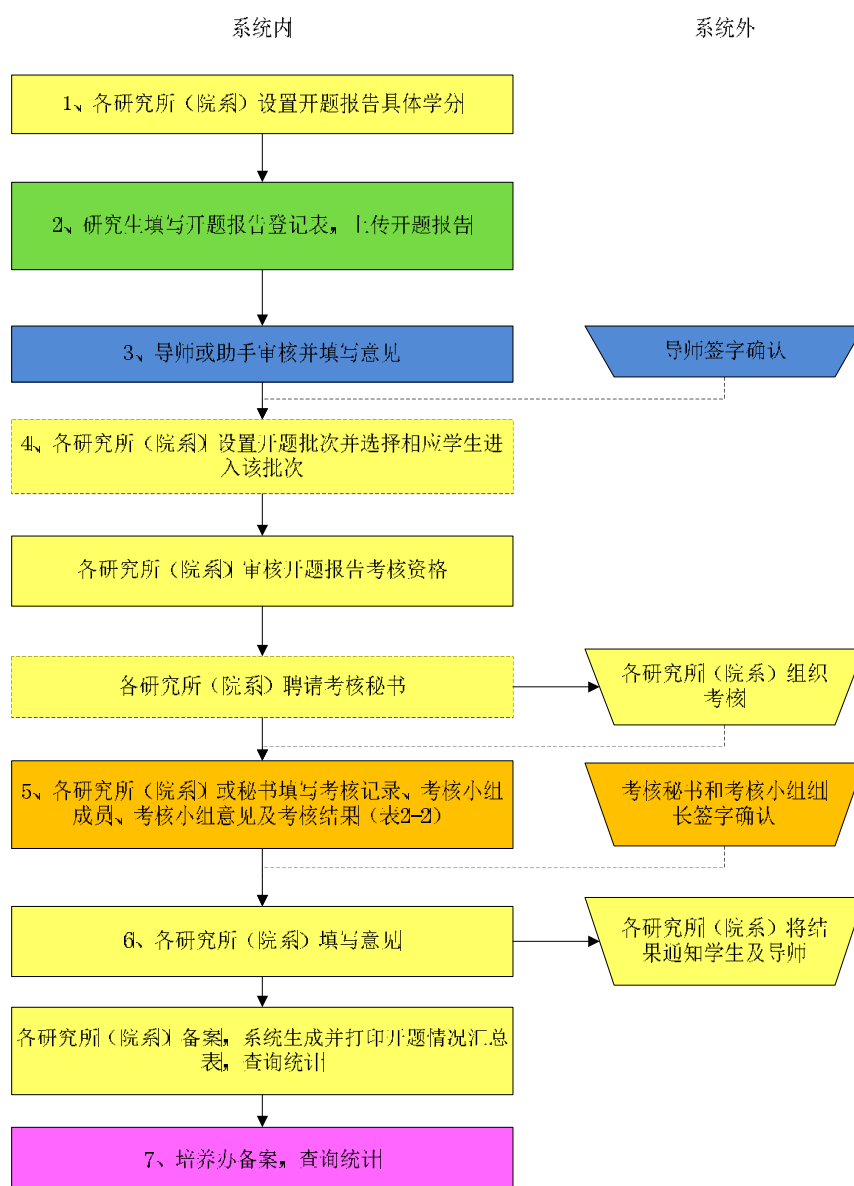 系统内
系统外
1、各研究所（院系）设置开题报告具体学分
2、研究生填写开题报告登记表，上传开题报告
3、导师或助手审核并填写意见
导师签字确认
4、各研究所（院系）设置开题批次并选择相应学生进
入该批次
各研究所（院系）审核开题报告考核资格
各研究所（院系）聘请考核秘书
各研究所（院系）组织
考核
5、各研究所（院系）或秘书填写考核记录、考核小组
成员、考核小组意见及考核结果（表2-2）
考核秘书和考核小组组
长签字确认
6、各研究所（院系）填写意见
各研究所（院系）将结
果通知学生及导师
各研究所（院系）备案，系统生成并打印开题情况汇总
表，查询统计
7、培养办备案，查询统计